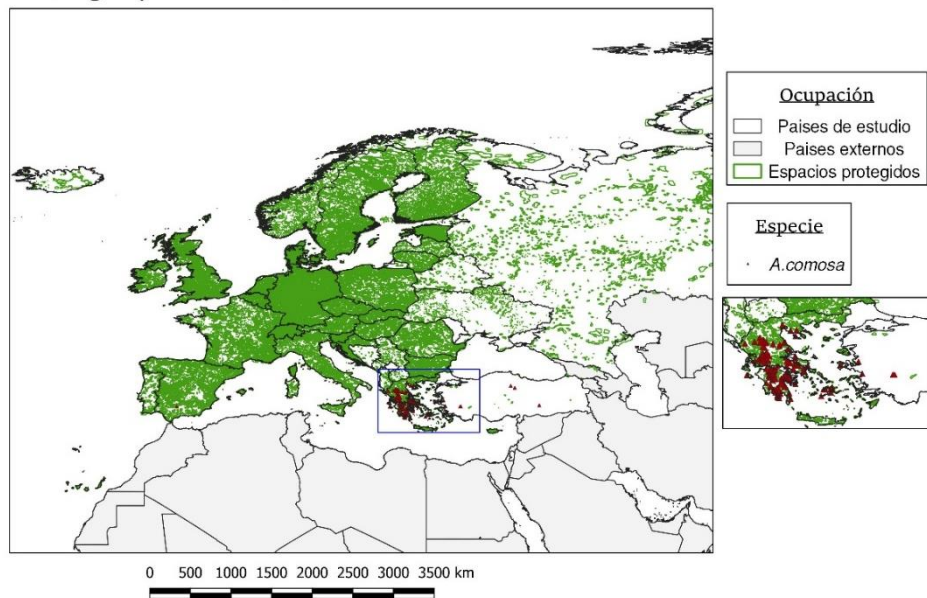 Ocupación
Paises de estudio
Paises externos
Espacios protegidos
Especie
A.comosa
0 500 1000 1500 2000 2500 3000 3500 km